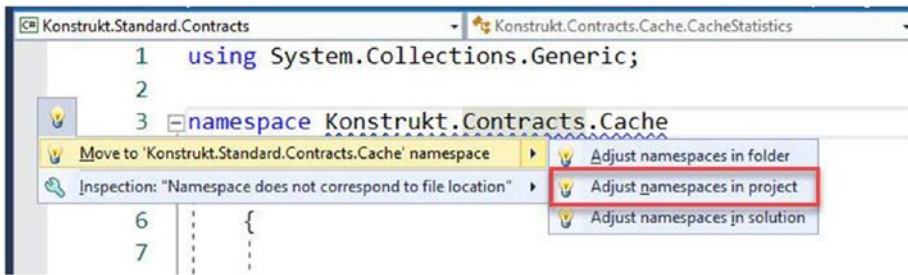 C# Konstrukt.Standard.Contracts Konstrukt.Contracts.Cache.CacheStatistics
1 using System.Collections.Generic;
2
3 namespace Konstrukt.Contracts.Cache
Move to 'Konstrukt.Standard.Contracts.Cache' namespace Adjust namespaces in folder
Inspection: "Namespace does not correspond to file location" Adjust namespaces in project
6 { Adjust namespaces in solution
7